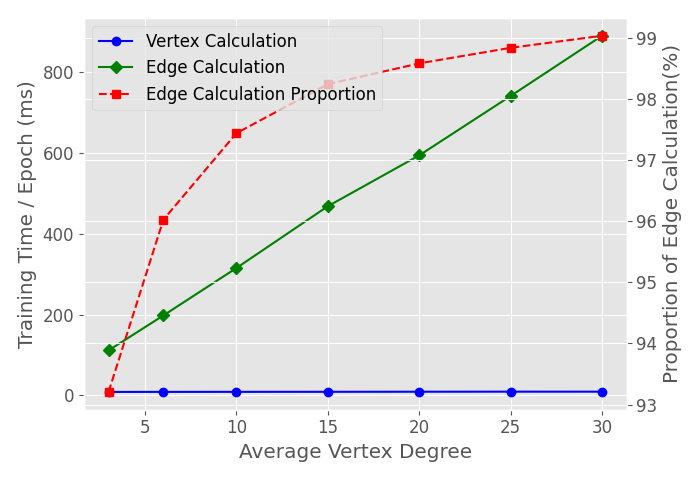 Vertex Calculation
Edge Calculation
Edge Calculation Proportion
800
600
400
200
0
Training Time / Epoch (ms)
99
98
97
96
95
94
93
Proportion of Edge Calculation(%)
5 10 15 20 25 30
Average Vertex Degree